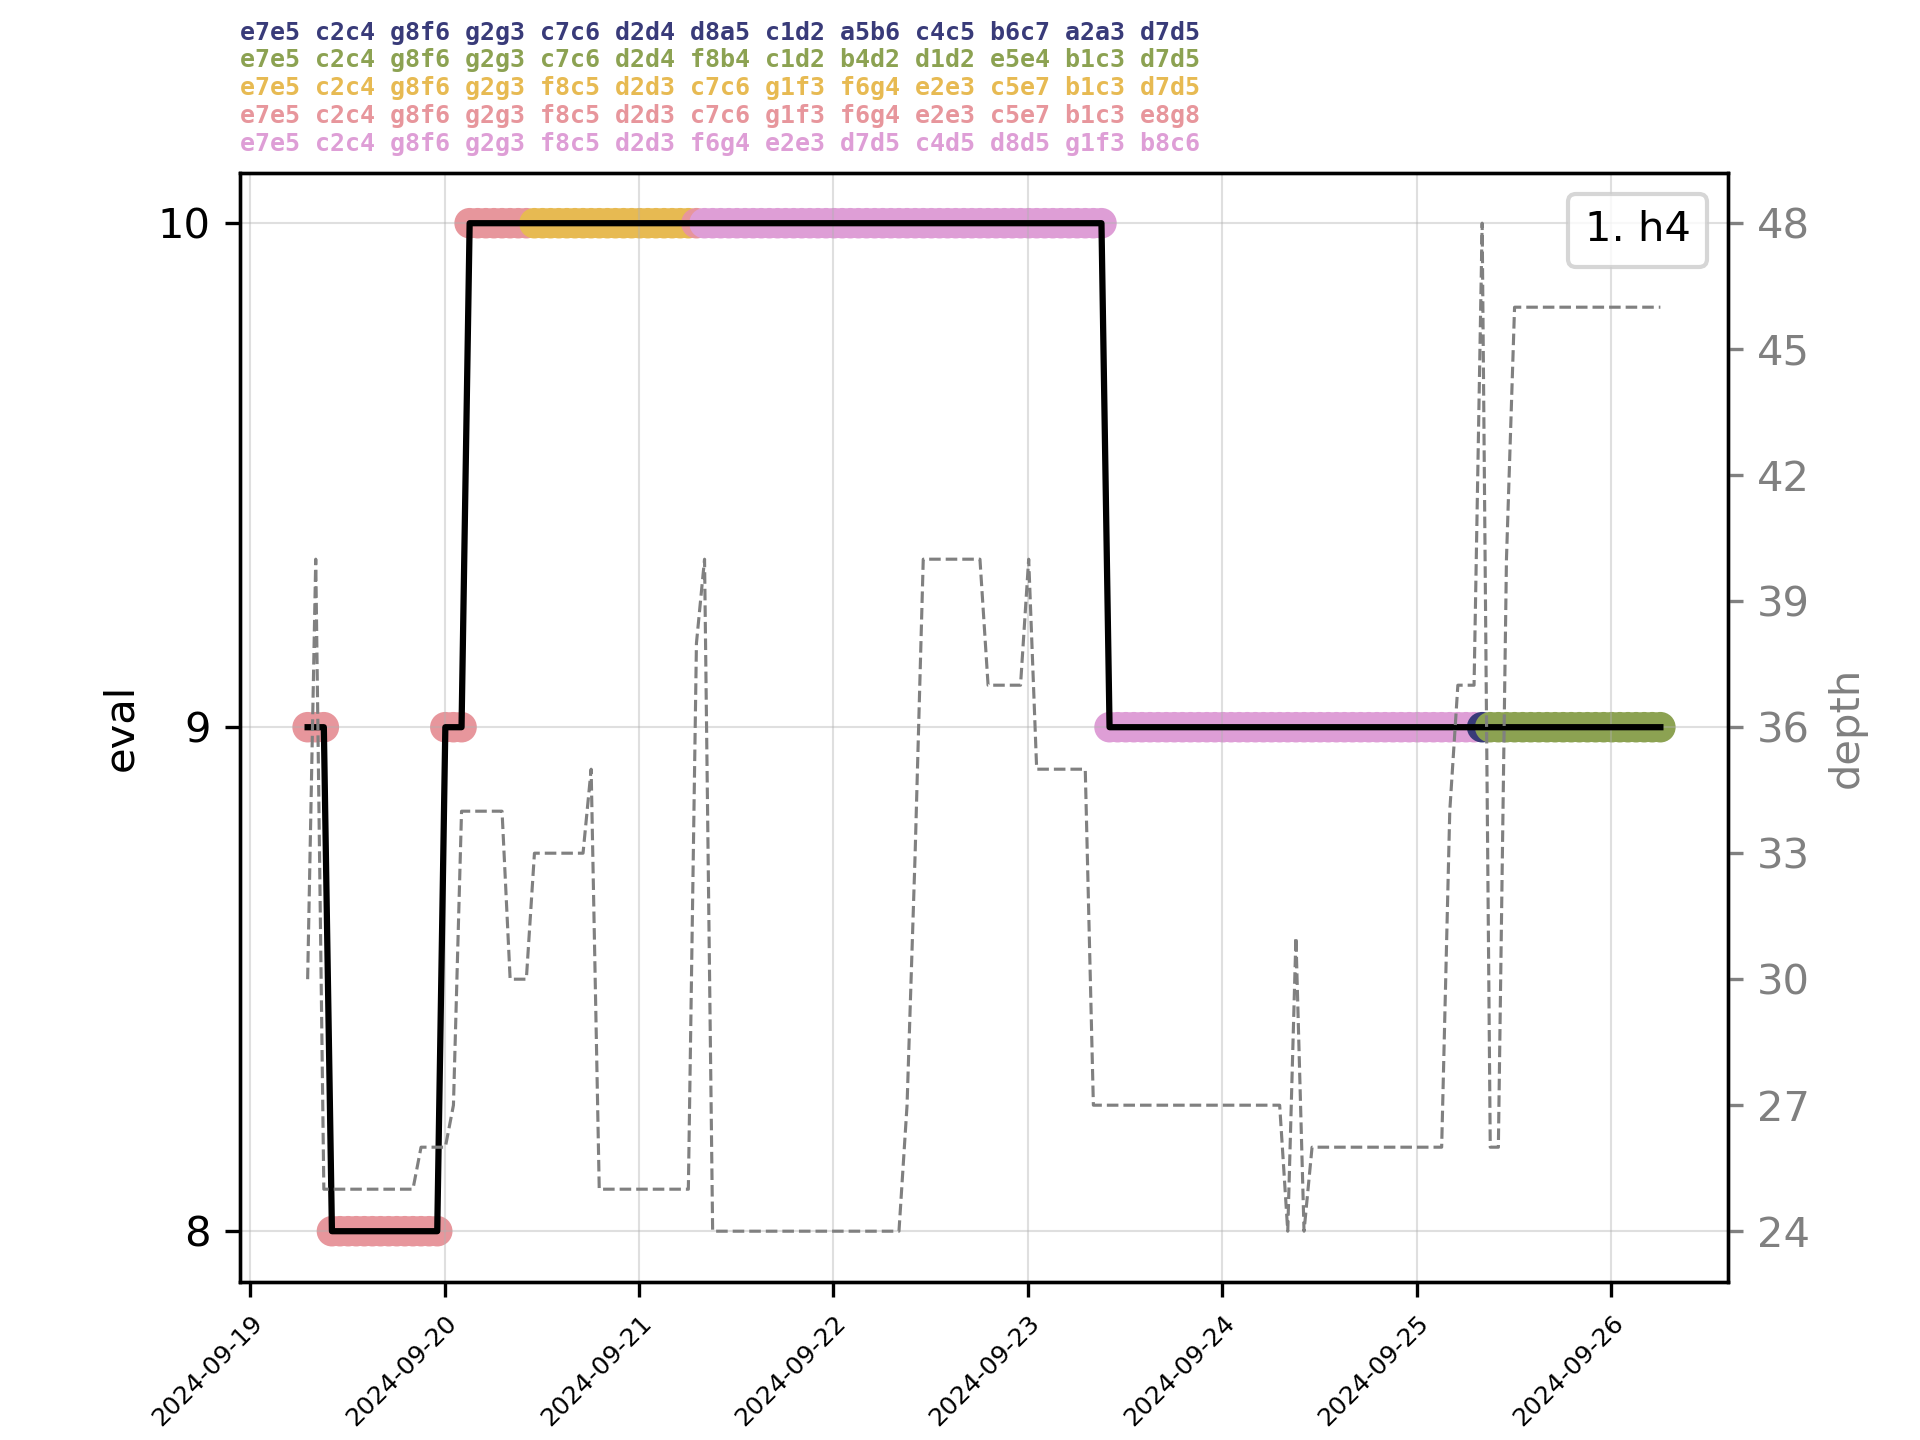 e7e5 c2c4 g8f6 g2g3 c7c6 d2d4 d8a5 c1d2 a5b6 c4c5 b6c7 a2a3 d7d5
e7e5 c2c4 g8f6 g2g3 c7c6 d2d4 f8b4 c1d2 b4d2 d1d2 e5e4 b1c3 d7d5
e7e5 c2c4 g8f6 g2g3 f8c5 d2d3 c7c6 g1f3 f6g4 e2e3 c5e7 b1c3 d7d5
e7e5 c2c4 g8f6 g2g3 f8c5 d2d3 c7c6 g1f3 f6g4 e2e3 c5e7 b1c3 e8g8
e7e5 c2c4 g8f6 g2g3 f8c5 d2d3 f6g4 e2e3 d7d5 c4d5 d8d5 g1f3 b8c6
1. h4
10
9
8
eval
48
45
42
39
36
33
30
27
24
depth
2024-09-19
2024-09-20
2024-09-21
2024-09-22
2024-09-23
2024-09-24
2024-09-25
2024-09-26